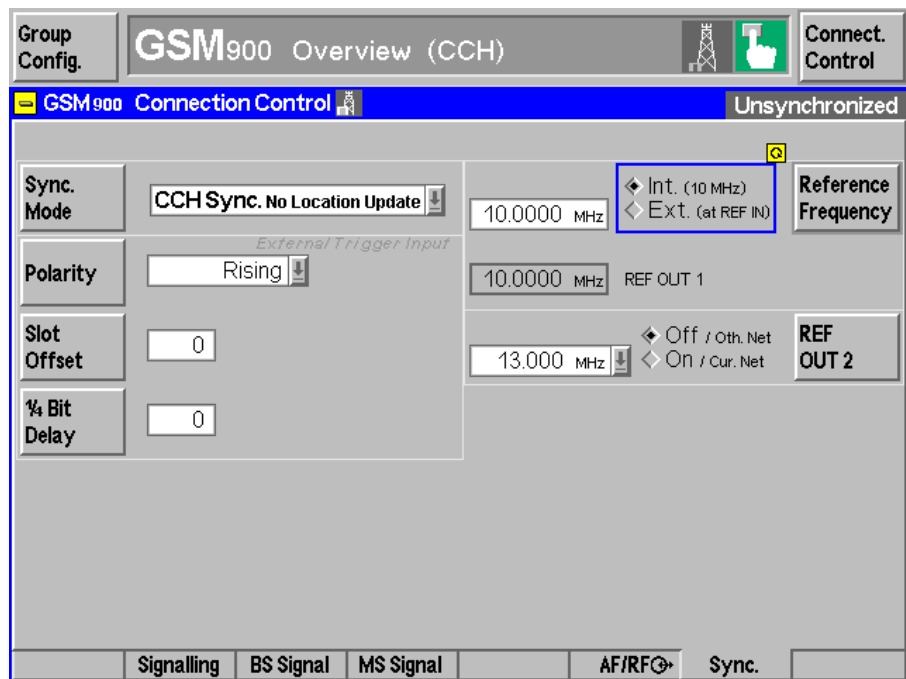 Group
Config.
GSM900 Overview (CCH)
Connect.
Control
GSM900 Connection Control
Unsynchronized
Sync.
Mode
CCH Sync. No Location Update
External Trigger Input
Polarity
Rising
Slot
Offset
0
¼ Bit
Delay
0
10.0000 MHz
Int. (10 MHz)
Ext. (at REF IN)
Reference
Frequency
10.0000 MHz REF OUT 1
13.000 MHz
Off / Oth. Net
On / Cur. Net
REF
OUT 2
Signalling BS Signal MS Signal AF/RF Sync.